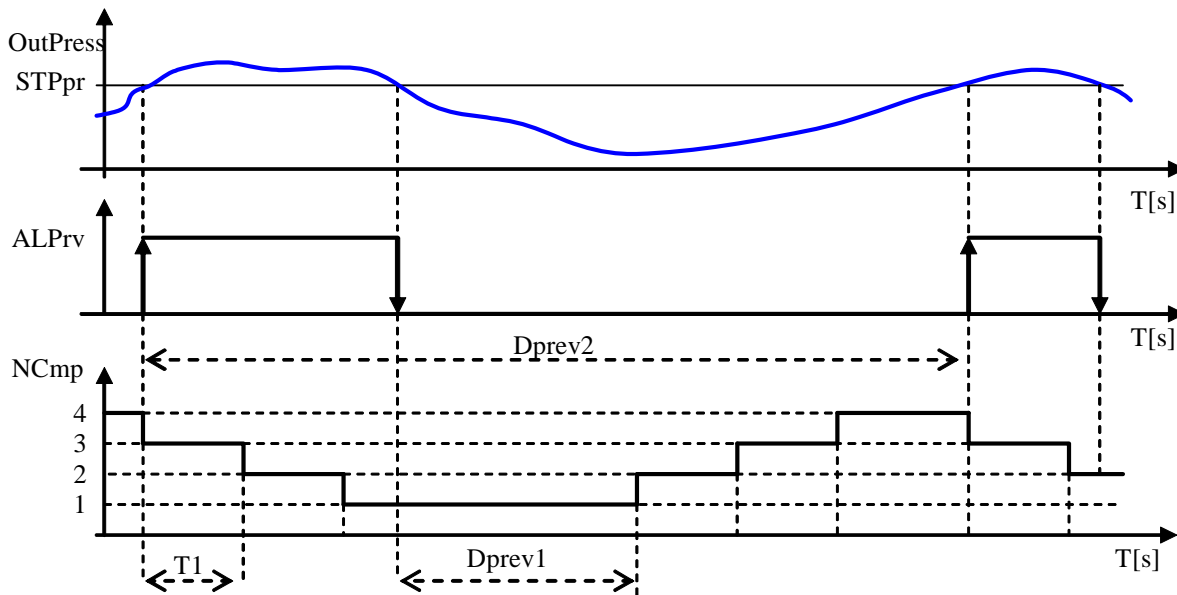 OutPress
STPpr
T[s]
ALPrv
T[s]
Dprev2
NCmp
4
3
2
1
T1
Dprev1
T[s]